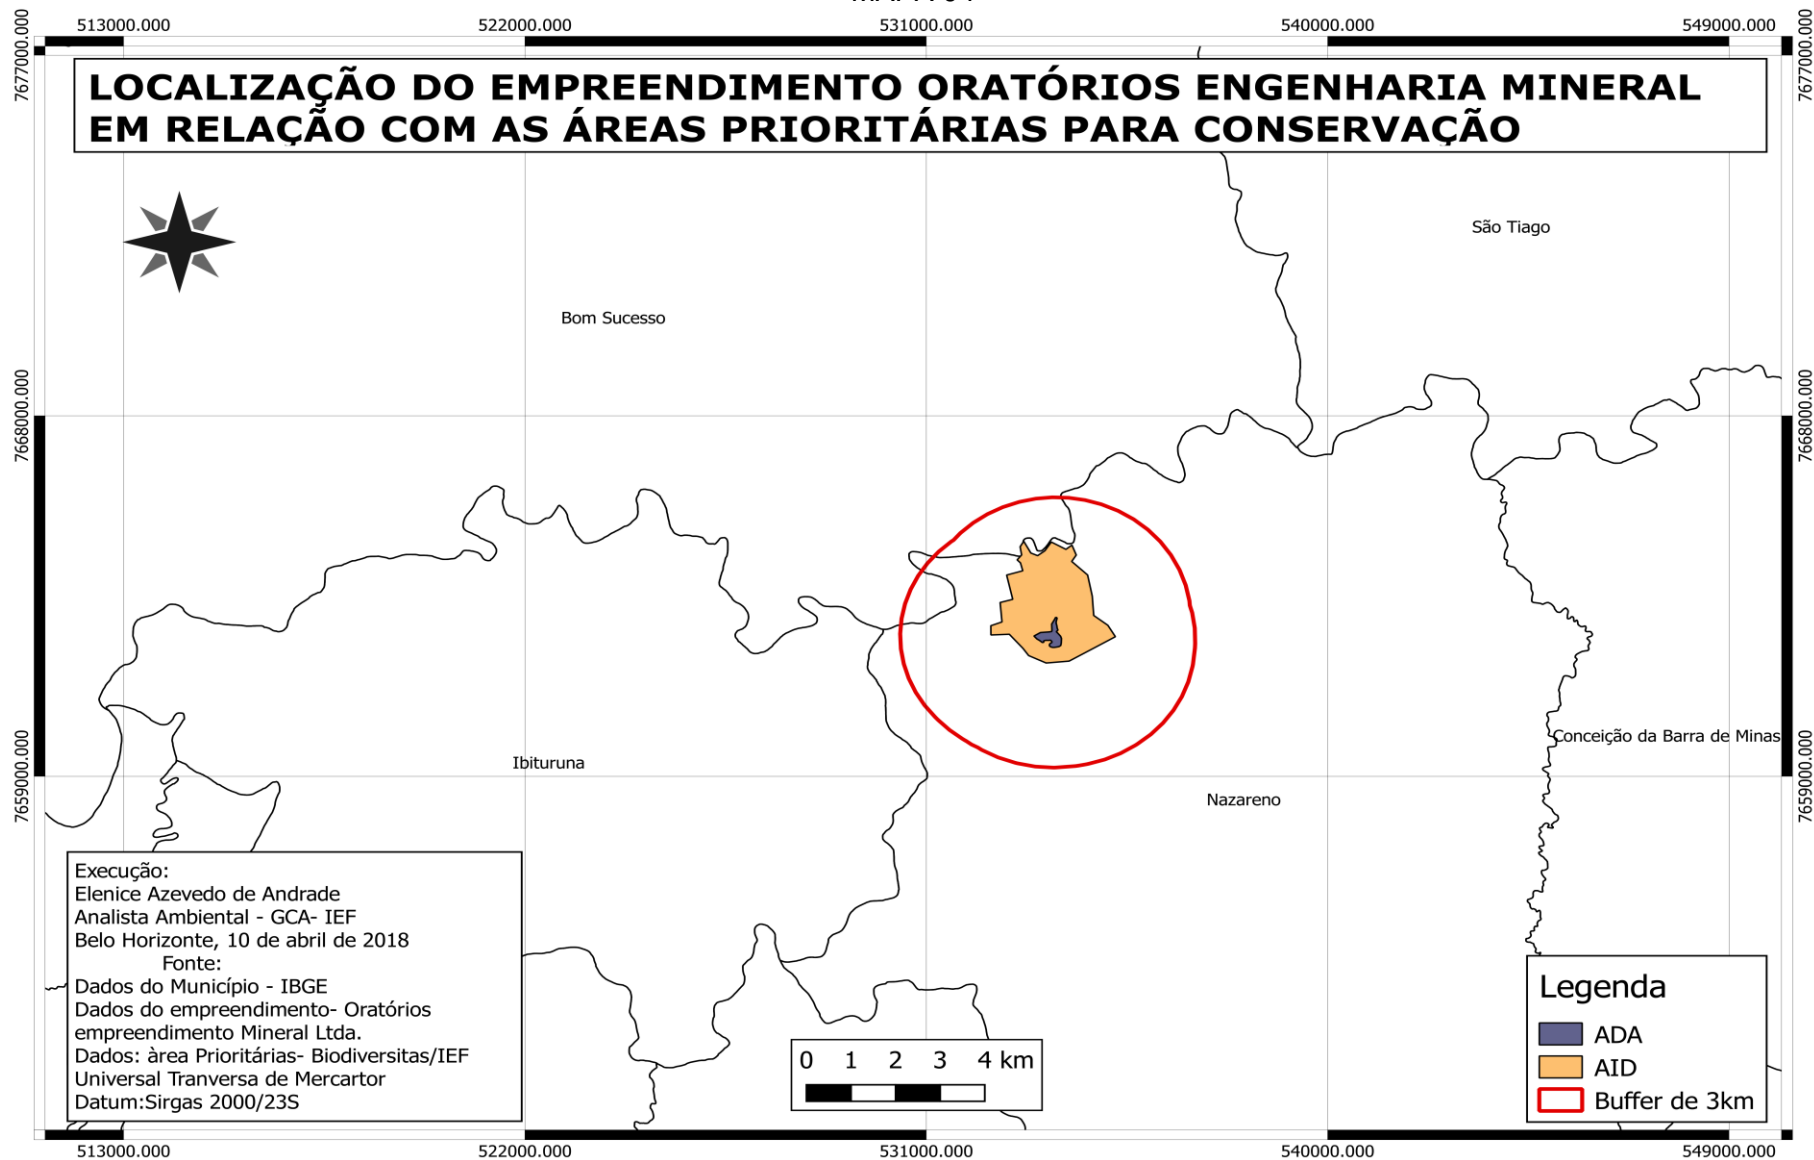 513000.000 522000.000 531000.000 540000.000 549000.000
7677000.000 7677000.000
LOCALIZAÇÃO DO EMPREENDIMENTO ORATÓRIOS ENGENHARIA MINERAL
EM RELAÇÃO COM AS ÁREAS PRIORITÁRIAS PARA CONSERVAÇÃO
São Tiago
Bom Sucesso
7668000.000 7668000.000
Conceição da Barra de Minas
Ibituruna
7659000.000 7659000.000
Nazareno
Execução:
Elenice Azevedo de Andrade
Analista Ambiental - GCA- IEF
Belo Horizonte, 10 de abril de 2018
Fonte:
Dados do Município - IBGE
Dados do empreendimento- Oratórios
empreendimento Mineral Ltda.
Dados: àrea Prioritárias- Biodiversitas/IEF
Universal Tranversa de Mercartor
Datum:Sirgas 2000/23S
0 1 2 3 4 km
Legenda
ADA
AID
Buffer de 3km
513000.000 522000.000 531000.000 540000.000 549000.000